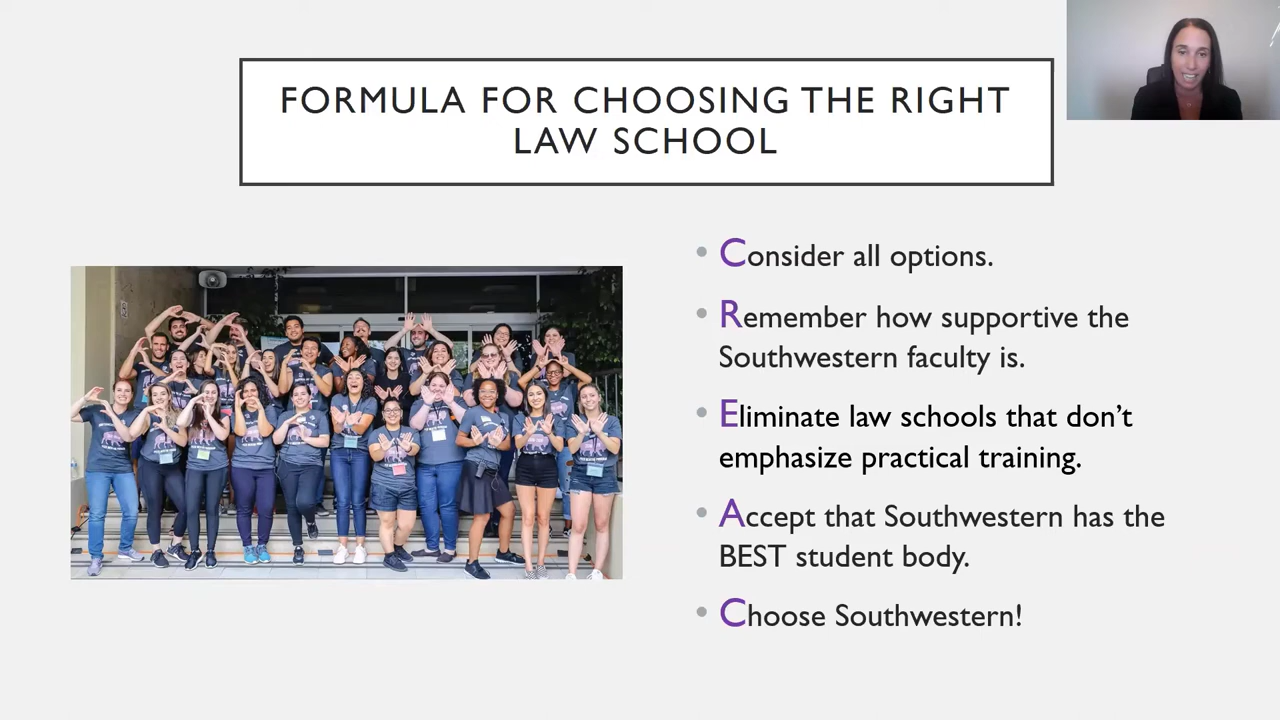 FORMULA FOR CHOOSING THE RIGHT
LAW SCHOOL
Consider all options.
Remember how supportive the
Southwestern faculty is.
Eliminate law schools that don’t
emphasize practical training.
Accept that Southwestern has the
BEST student body.
Choose Southwestern!